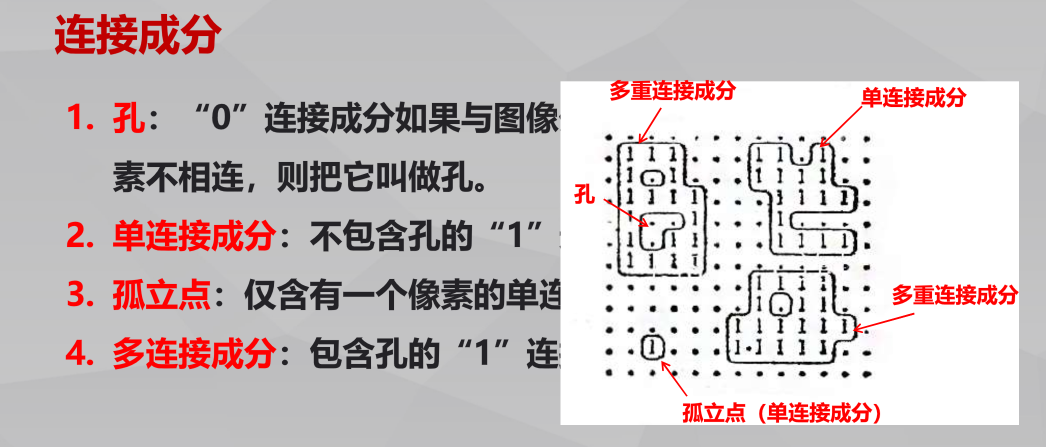 连接成分
1. 孔：“0”连接成分如果与图像
素不相连，则把它叫做孔。
2. 单连接成分：不包含孔的“1”
3. 孤立点：仅含有一个像素的单连
4. 多连接成分：包含孔的“1”连
多重连接成分
单连接成分
孔
多重连接成分
孤立点（单连接成分）